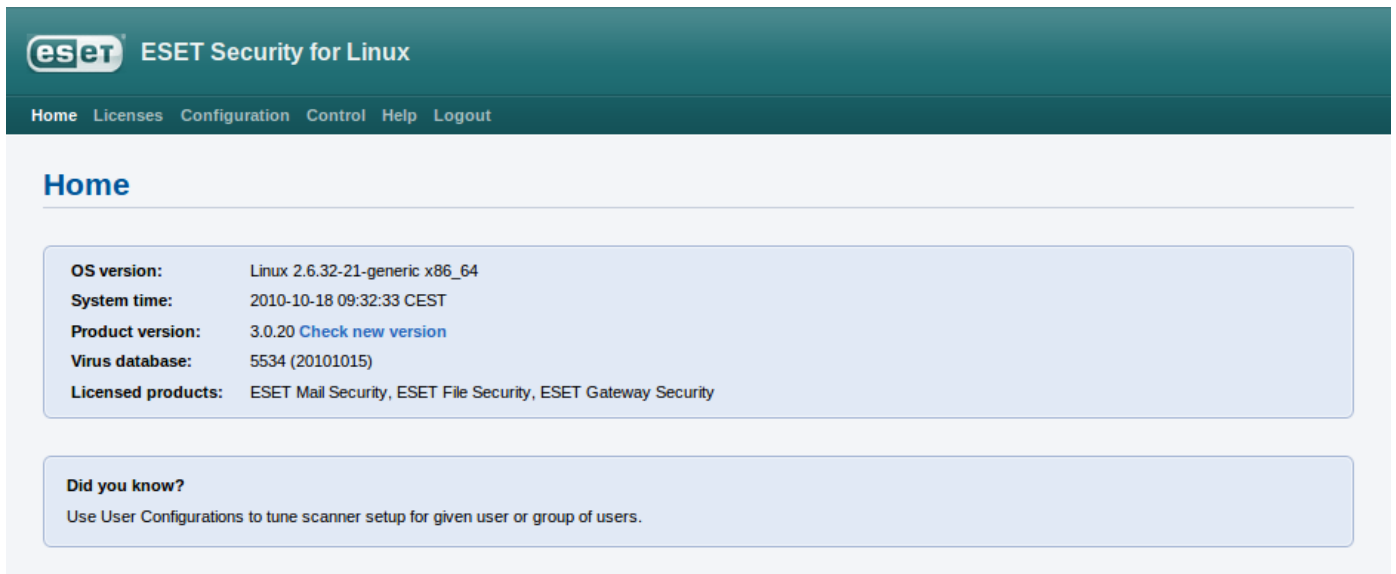 eset ESET Security for Linux
Home Licenses Configuration Control Help Logout
Home
OS version: Linux 2.6.32-21-generic x86_64
System time: 2010-10-18 09:32:33 CEST
Product version: 3.0.20 Check new version
Virus database: 5534 (20101015)
Licensed products: ESET Mail Security, ESET File Security, ESET Gateway Security
Did you know?
Use User Configurations to tune scanner setup for given user or group of users.